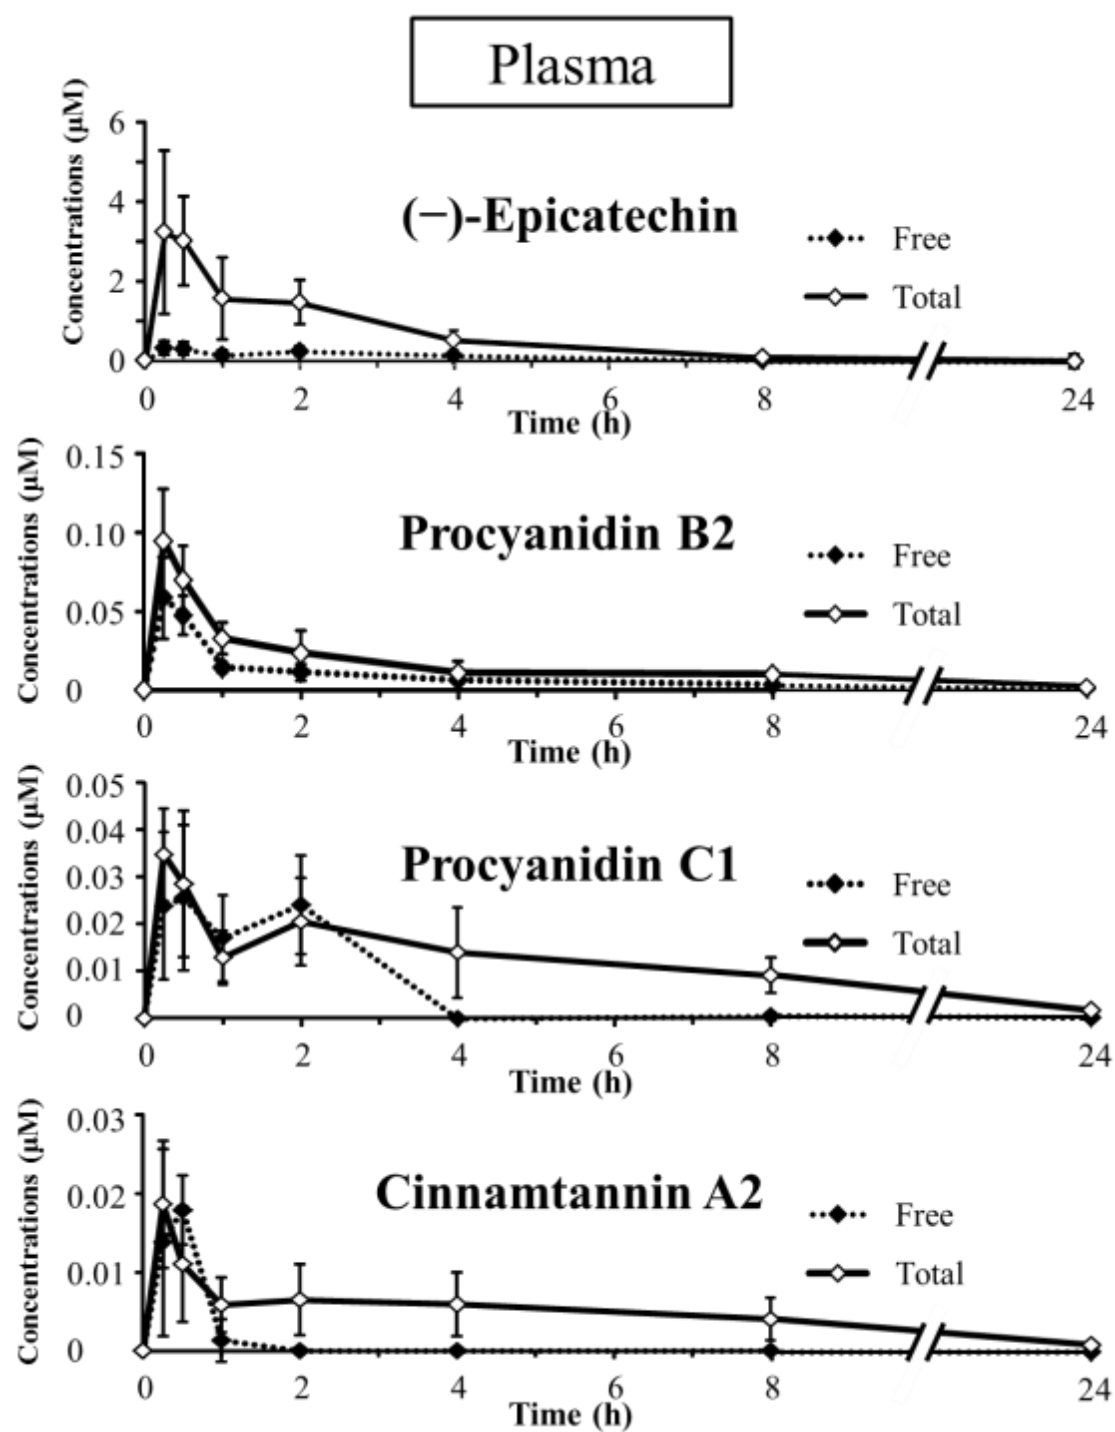 Plasma
Concentrations (μM)
6
4
2
0
(−)-Epicatechin
Free
Total
0 2 4 6 8 24
Time (h)
Concentrations (μM)
0.15
0.10
0.05
0
Procyanidin B2
Free
Total
0 2 4 6 8 24
Time (h)
Concentrations (μM)
0.05
0.04
0.03
0.02
0.01
0
Procyanidin C1
Free
Total
0 2 4 6 8 24
Time (h)
Concentrations (μM)
0.03
0.02
0.01
0
Cinnamtannin A2
Free
Total
0 2 4 6 8 24
Time (h)